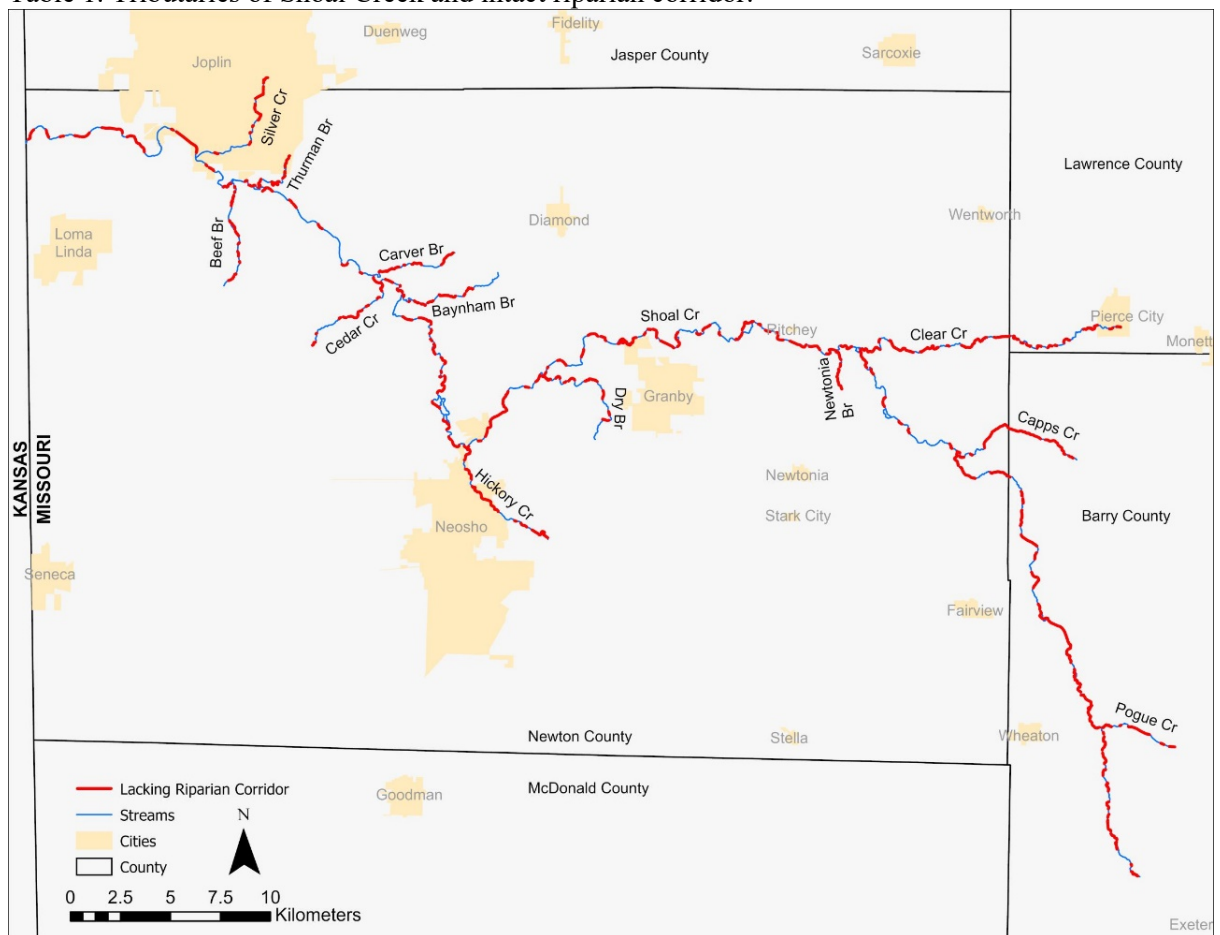 Table 1. Tributaries of Shoal Creek and intact riparian corridor.
Duenweg
Fidelity
Joplin
Jasper County
Sarcoxie
Silver Cr
Thurman Br
Lawrence County
Loma
Linda
Beef Br
Diamond
Wentworth
Carver Br
Baynham Br
Cedar Cr
Shoal Cr
Ritchey
Clear Cr
Pierce City
Monett
Newtonia
Br
Dry Br
Granby
Capps Cr
KANSAS
MISSOURI
Hickory Cr
Newtonia
Neosho
Stark City
Barry County
Seneca
Fairview
Pogue Cr
Newton County
Stella
Wheaton
Goodman
McDonald County
Lacking Riparian Corridor
Streams
Cities
County
N
0 2.5 5 7.5 10
Kilometers
Exeter